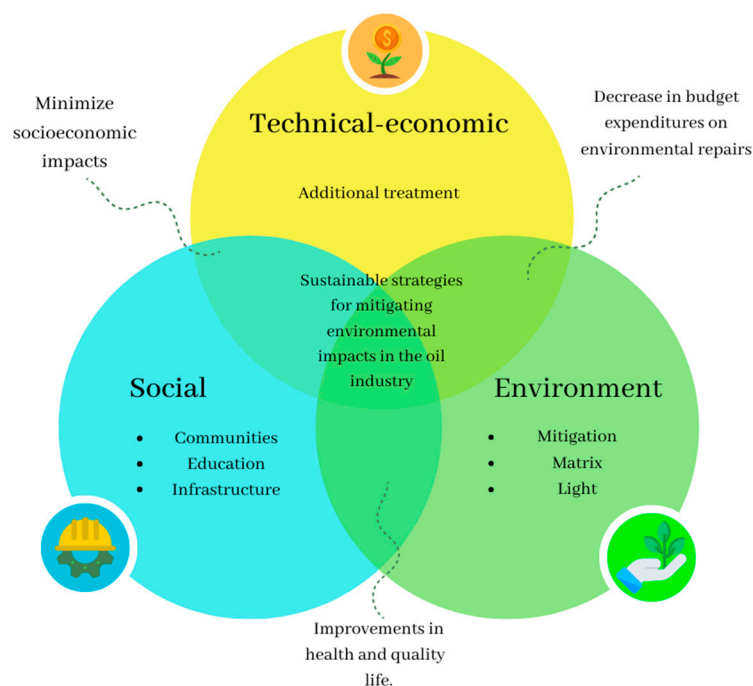 Minimize
socioeconomic
impacts
Technical-economic
Decrease in budget
expenditures on
environmental repairs
Additional treatment
Sustainable strategies
for mitigating
environmental
impacts in the oil
industry
Social
• Communities
• Education
• Infrastructure
Environment
• Mitigation
• Matrix
• Light
Improvements in
health and quality
life.